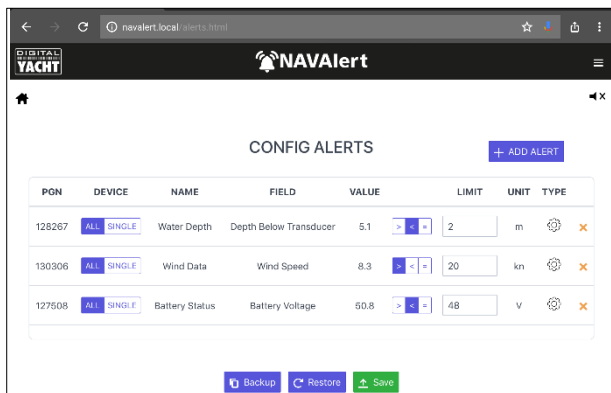 navalert.local/alerts.html
DIGITAL
YACHT
NAVAlert
CONFIG ALERTS
+ ADD ALERT
PGN DEVICE NAME FIELD VALUE LIMIT UNIT TYPE
128267 ALL SINGLE Water Depth Depth Below Transducer 5.1 > < = 2 m
130306 ALL SINGLE Wind Data Wind Speed 8.3 > < = 20 kn
127508 ALL SINGLE Battery Status Battery Voltage 50.8 > < = 48 V
Backup Restore Save